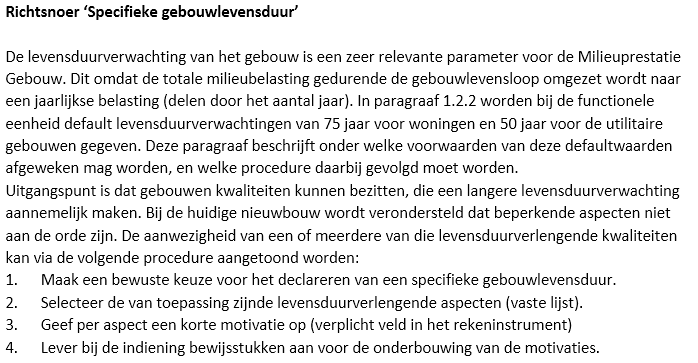 Richtsnoer ‘Specifieke gebouwlevensduur’
De levensduurverwachting van het gebouw is een zeer relevante parameter voor de Milieuprestatie
Gebouw. Dit omdat de totale milieubelasting gedurende de gebouwlevensloop omgezet wordt naar
een jaarlijkse belasting (delen door het aantal jaar). In paragraaf 1.2.2 worden bij de functionele
eenheid default levensduurverwachtingen van 75 jaar voor woningen en 50 jaar voor de utilitaire
gebouwen gegeven. Deze paragraaf beschrijft onder welke voorwaarden van deze defaultwaarden
afgeweken mag worden, en welke procedure daarbij gevolgd moet worden.
Uitgangspunt is dat gebouwen kwaliteiten kunnen bezitten, die een langere levensduurverwachting
aannemelijk maken. Bij de huidige nieuwbouw wordt verondersteld dat beperkende aspecten niet
aan de orde zijn. De aanwezigheid van een of meerdere van die levensduurverlengende kwaliteiten
kan via de volgende procedure aangetoond worden:
1. Maak een bewuste keuze voor het declareren van een specifieke gebouwlevensduur.
2. Selecteer de van toepassing zijnde levensduurverlengende aspecten (vaste lijst).
3. Geef per aspect een korte motivatie op (verplicht veld in het rekeninstrument)
4. Lever bij de indiening bewijsstukken aan voor de onderbouwing van de motivaties.